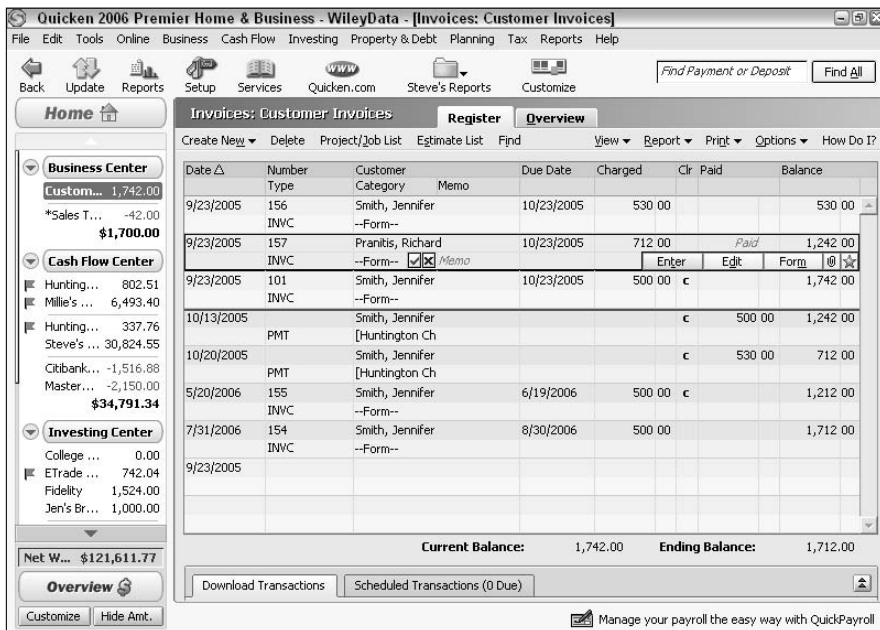 Quicken 2006 Premier Home & Business - WileyData - [Invoices: Customer Invoices]
File Edit Tools Online Business Cash Flow Investing Property & Debt Planning Tax Reports Help
www
Back Update Reports Setup Services Quicken.com Steve's Reports Customize
Find Payment or Deposit Find All
Home
Business Center
Custom... 1,742.00
*Sales T... -42.00
$1,700.00
Cash Flow Center
Hunting... 802.51
Millie's ... 6,493.40
Hunting... 337.76
Steve's ... 30,824.55
Citibank... -1,516.88
Master... -2,150.00
$34,791.34
Investing Center
College ... 0.00
ETrade ... 742.04
Fidelity 1,524.00
Jen's Br... 1,000.00
Net W... $121,611.77
Overview
Customize Hide Amt.
Invoices: Customer Invoices Register Overview
Create New Delete Project/Job List Estimate List Find View Report Print Options How Do I?
Date Number Customer Due Date Charged Clr Paid Balance
Type Category Memo
9/23/2005 156 Smith, Jennifer 10/23/2005 530 00 530 00
INVC --Form--
9/23/2005 157 Pranitis, Richard 10/23/2005 712 00 Paid 1,242 00
INVC --Form-- Memo Enter Edit Form
9/23/2005 101 Smith, Jennifer 10/23/2005 500 00 c 1,742 00
INVC --Form--
10/13/2005 Smith, Jennifer c 500 00 1,242 00
PMT [Huntington Ch
10/20/2005 Smith, Jennifer c 530 00 712 00
PMT [Huntington Ch
5/20/2006 155 Smith, Jennifer 6/19/2006 500 00 c 1,212 00
INVC --Form--
7/31/2006 154 Smith, Jennifer 8/30/2006 500 00 1,712 00
INVC --Form--
9/23/2005
Current Balance: 1,742.00 Ending Balance: 1,712.00
Download Transactions Scheduled Transactions (0 Due)
Manage your payroll the easy way with QuickPayroll